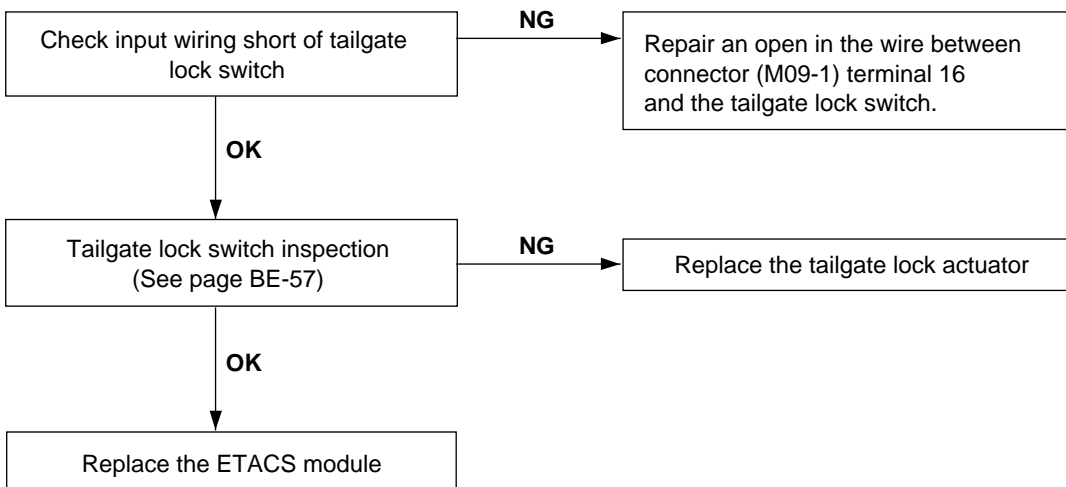 Check input wiring short of tailgate
lock switch
NG
Repair an open in the wire between
connector (M09-1) terminal 16
and the tailgate lock switch.
OK
Tailgate lock switch inspection
(See page BE-57)
NG
Replace the tailgate lock actuator
OK
Replace the ETACS module